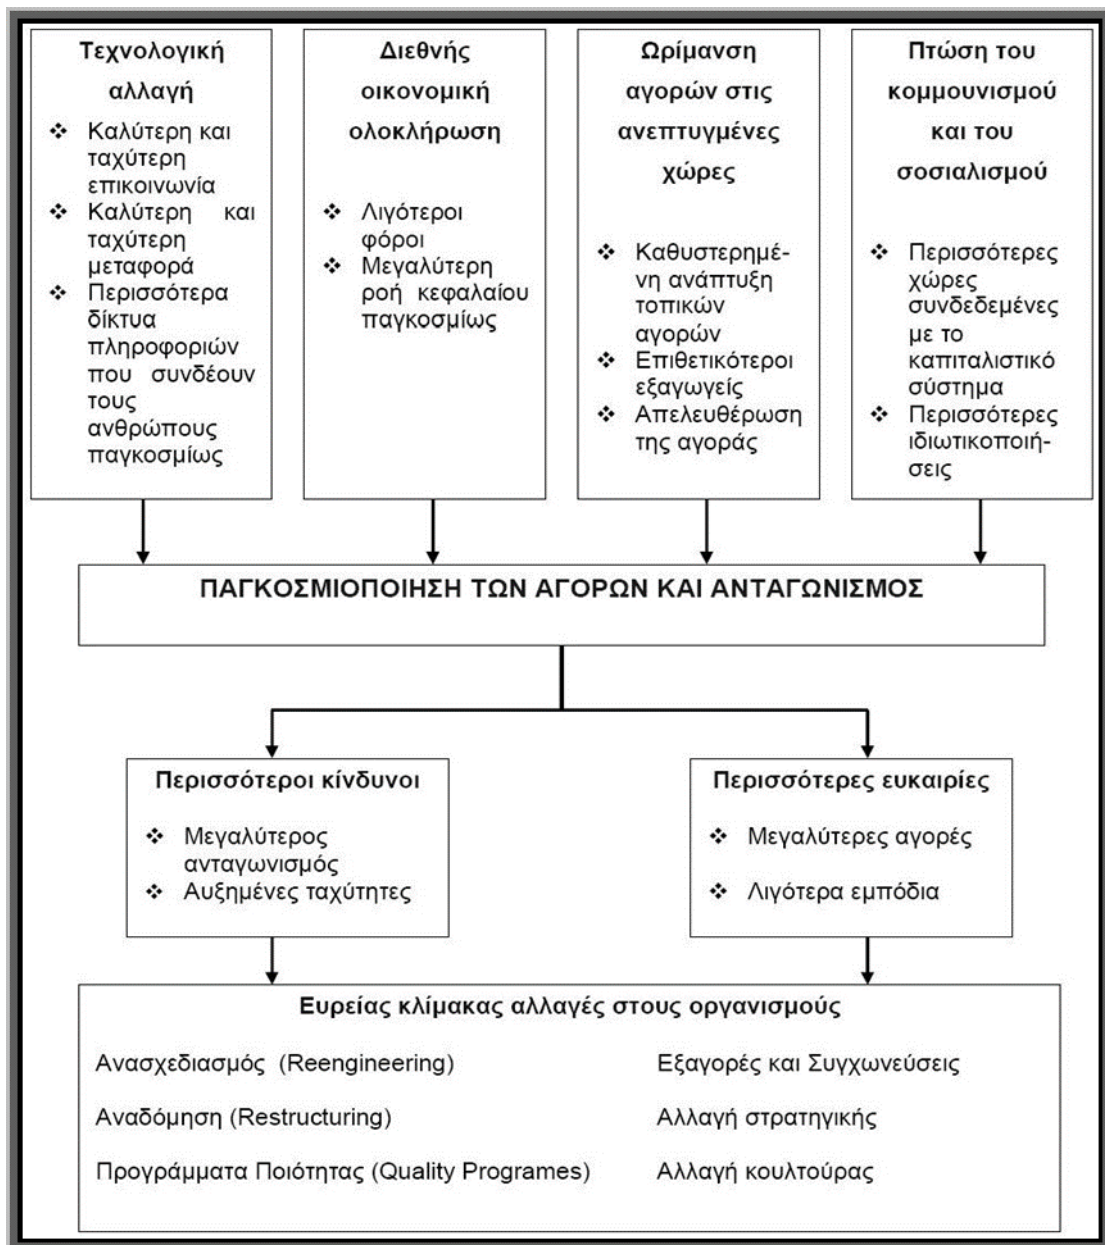 Τεχνολογική
αλλαγή
❖ Καλύτερη και
ταχύτερη
επικοινωνία
❖ Καλύτερη και
ταχύτερη
μεταφορά
❖ Περισσότερα
δίκτυα
πληροφοριών
που συνδέουν
τους
ανθρώπους
παγκοσμίως
Διεθνής
οικονομική
ολοκλήρωση
❖ Λιγότεροι
φόροι
❖ Μεγαλύτερη
ροή κεφαλαίου
παγκοσμίως
Ωρίμανση
αγορών στις
ανεπτυγμένες
χώρες
❖ Καθυστερημέ-
νη ανάπτυξη
τοπικών
αγορών
❖ Επιθετικότεροι
εξαγωγείς
❖ Απελευθέρωση
της αγοράς
Πτώση του
κομμουνισμού
και του
σοσιαλισμού
❖ Περισσότερες
χώρες
συνδεδεμένες
με το
καπιταλιστικό
σύστημα
❖ Περισσότερες
ιδιωτικοποιή-
σεις
ΠΑΓΚΟΣΜΙΟΠΟΙΗΣΗ ΤΩΝ ΑΓΟΡΩΝ ΚΑΙ ΑΝΤΑΓΩΝΙΣΜΟΣ
Περισσότεροι κίνδυνοι
❖ Μεγαλύτερος
ανταγωνισμός
❖ Αυξημένες ταχύτητες
Περισσότερες ευκαιρίες
❖ Μεγαλύτερες αγορές
❖ Λιγότερα εμπόδια
Ευρείας κλίμακας αλλαγές στους οργανισμούς
Ανασχεδιασμός (Reengineering)
Αναδόμηση (Restructuring)
Προγράμματα Ποιότητας (Quality Programes)
Εξαγορές και Συγχωνεύσεις
Αλλαγή στρατηγικής
Αλλαγή κουλτούρας